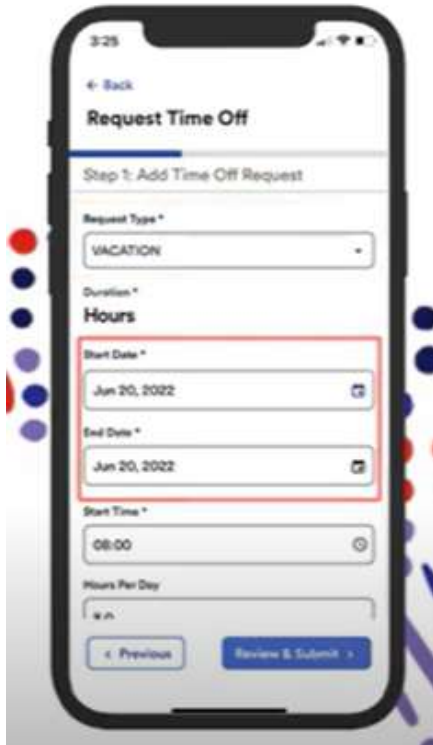 3:25
← Back
Request Time Off
Step 1: Add Time Off Request
Request Type *
VACATION
Duration *
Hours
Start Date *
Jun 20, 2022
End Date *
Jun 20, 2022
Start Time *
08:00
Hours Per Day
< Previous
Review & Submit >